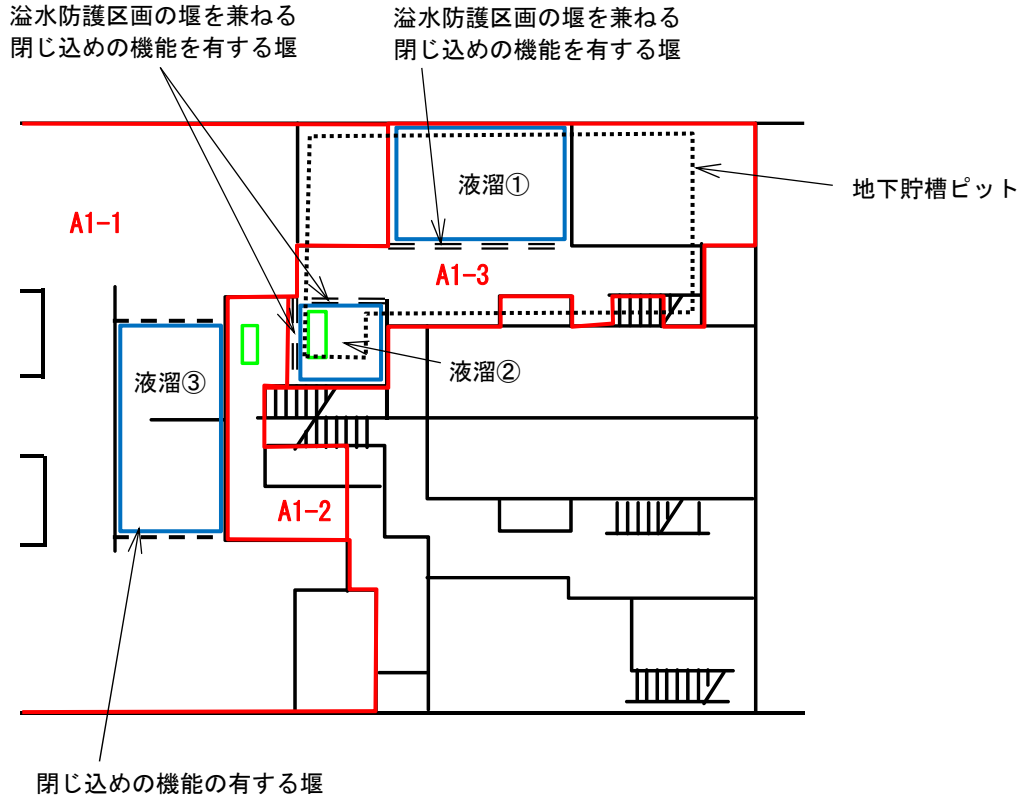 溢水防護区画の堰を兼ねる
閉じ込めの機能を有する堰
溢水防護区画の堰を兼ねる
閉じ込めの機能を有する堰
液溜①
地下貯槽ピット
A1-1
A1-3
液溜②
液溜③
A1-2
閉じ込めの機能の有する堰